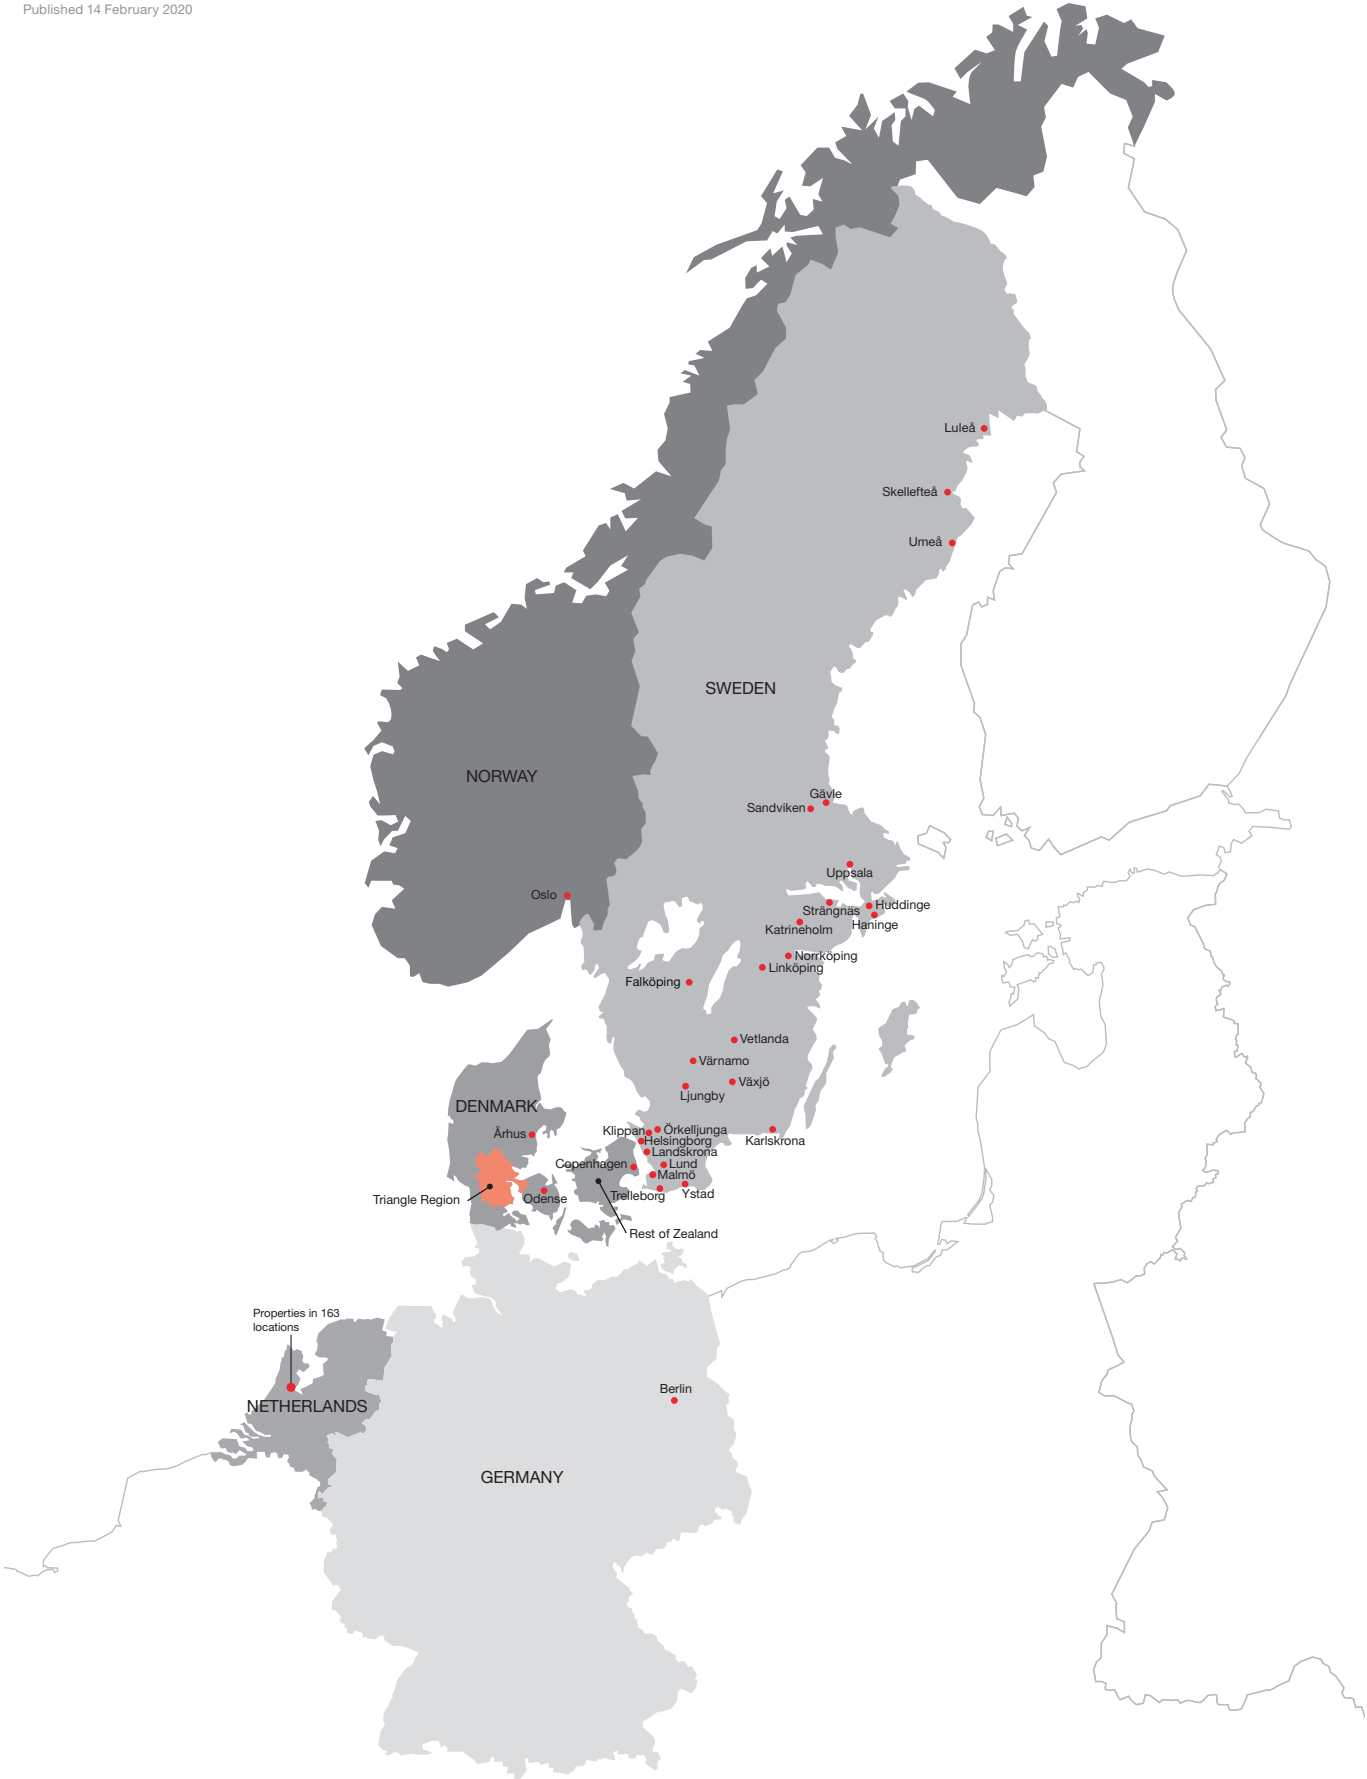 Published 14 February 2020
Luleå
Skellefteå
Umeå
SWEDEN
NORWAY
Gävle
Sandviken
Uppsala
Oslo
Huddinge
Strängnäs
Haninge
Katrineholm
Norrköping
Linköping
Falköping
Vetlanda
Värnamo
Växjö
Ljungby
DENMARK
Klippan
Örkelljunga
Århus
Helsingborg
Karlskrona
Landskrona
Copenhagen
Lund
Malmö
Triangle Region
Odense
Trelleborg
Ystad
Rest of Zealand
Properties in 163
locations
Berlin
NETHERLANDS
GERMANY